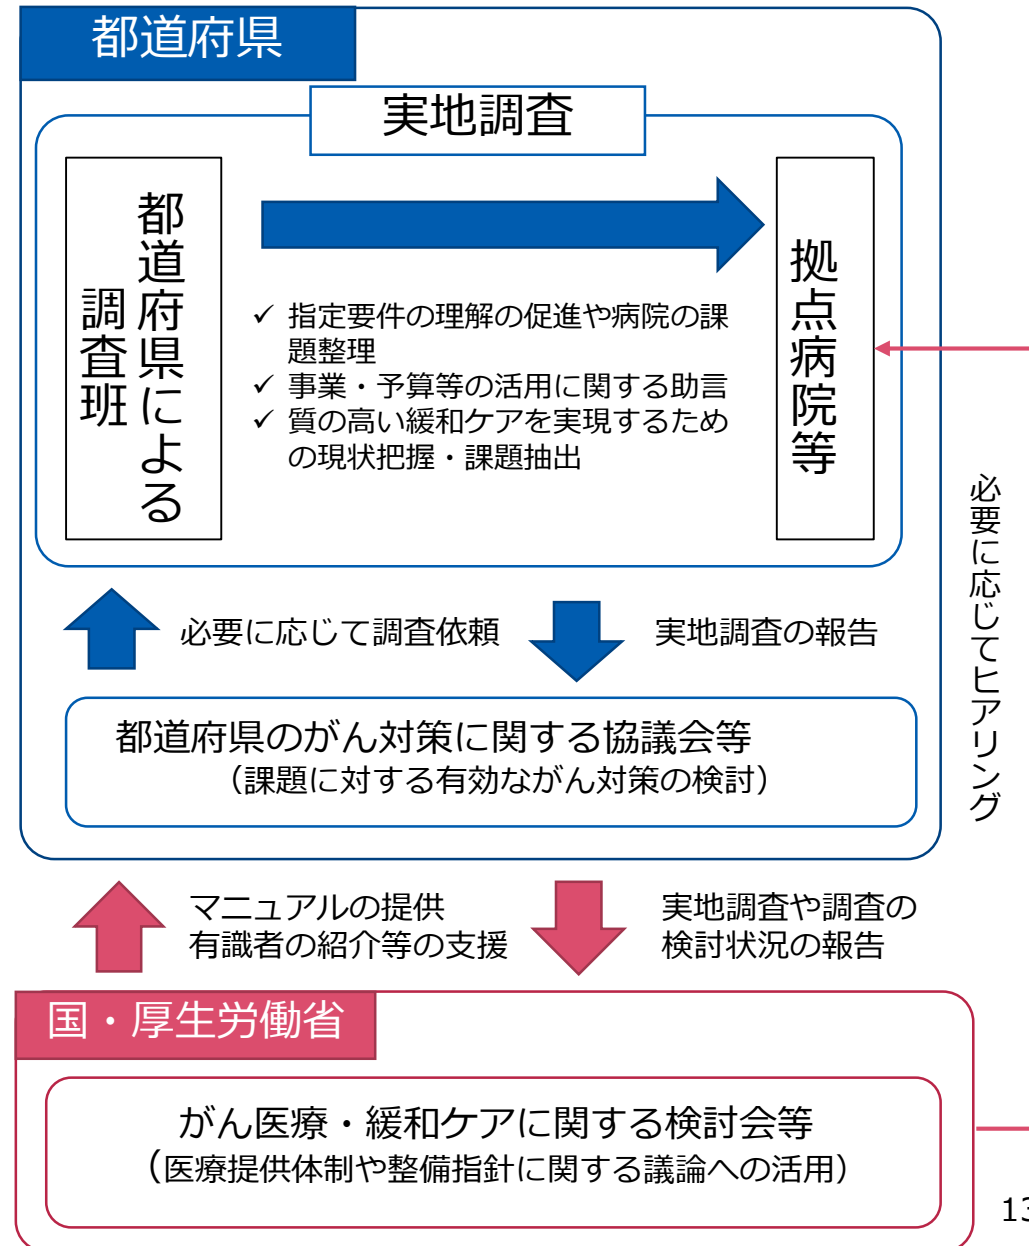 都道府県
実地調査
都道府県による
調査班
✓ 指定要件の理解の促進や病院の課
題整理
✓ 事業・予算等の活用に関する助言
✓ 質の高い緩和ケアを実現するため
の現状把握・課題抽出
拠点病院等
必要に応じてヒアリング
必要に応じて調査依頼
実地調査の報告
都道府県のがん対策に関する協議会等
（課題に対する有効ながん対策の検討）
マニュアルの提供
有識者の紹介等の支援
実地調査や調査の
検討状況の報告
国・厚生労働省
がん医療・緩和ケアに関する検討会等
（医療提供体制や整備指針に関する議論への活用）
13